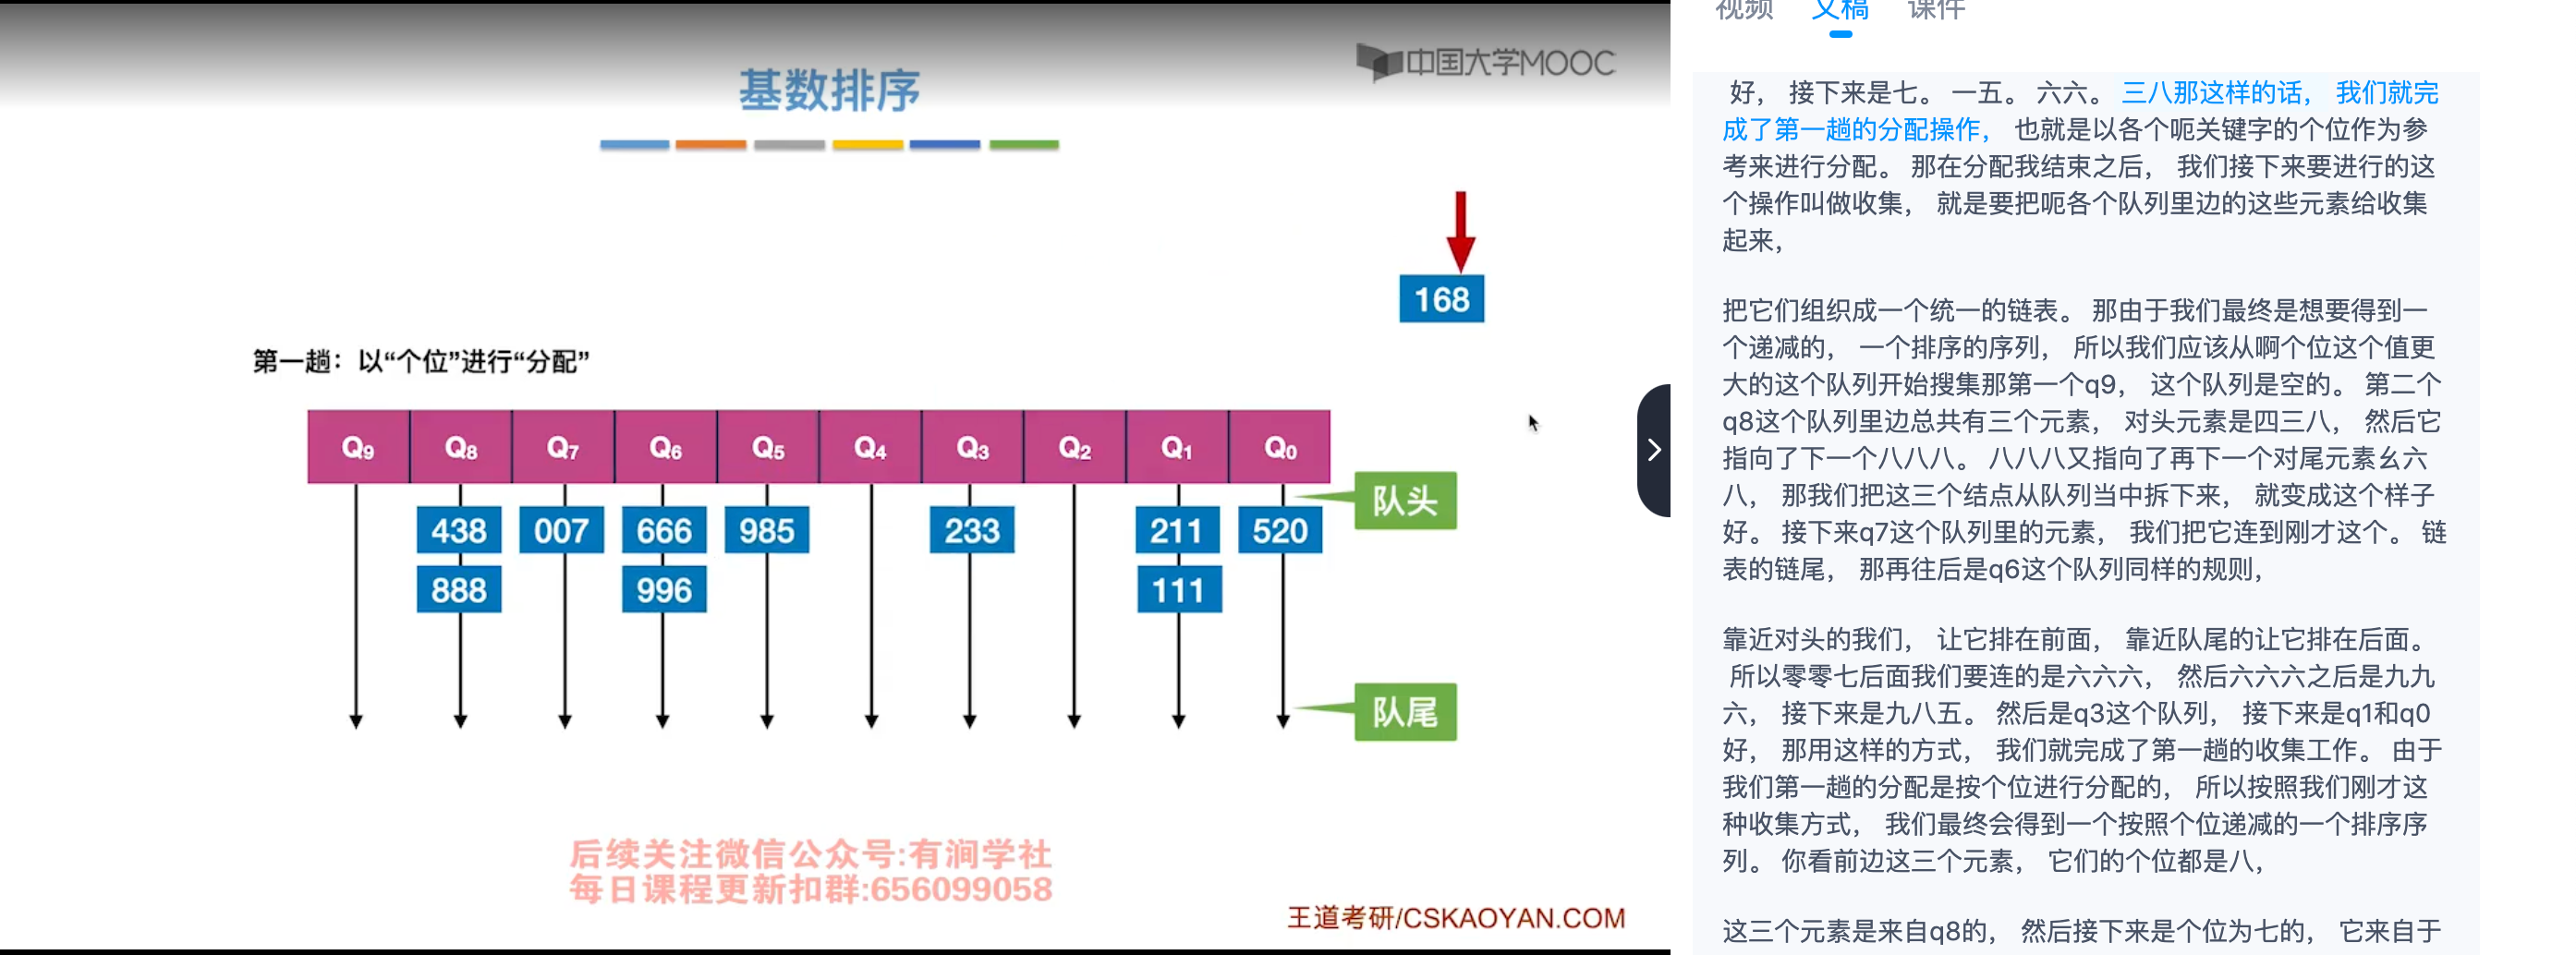 中国大学MOOC
基数排序
168
第一趟：以“个位”进行“分配”
Q9 Q8 Q7 Q6 Q5 Q4 Q3 Q2 Q1 Q0
队头
438 007 666 985 233 211 520
888 996 111
队尾
后续关注微信公众号:有涧学社
每日课程更新扣群:656099058
王道考研/CSKAOYAN.COM
视频 文稿 课件
好， 接下来是七。 一五。 六六。 三八那这样的话， 我们就完
成了第一趟的分配操作， 也就是以各个呃关键字的个位作为参
考来进行分配。 那在分配我结束之后， 我们接下来要进行的这
个操作叫做收集， 就是要把呃各个队列里边的这些元素给收集
起来，
把它们组织成一个统一的链表。 那由于我们最终是想要得到一
个递减的， 一个排序的序列， 所以我们应该从啊个位这个值更
大的这个队列开始搜集那第一个q9， 这个队列是空的。 第二个
q8这个队列里边总共有三个元素， 对头元素是四三八， 然后它
指向了下一个八八八。 八八八又指向了再下一个对尾元素幺六
八， 那我们把这三个结点从队列当中拆下来， 就变成这个样子
好。 接下来q7这个队列里的元素， 我们把它连到刚才这个。 链
表的链尾， 那再往后是q6这个队列同样的规则，
靠近对头的我们， 让它排在前面， 靠近队尾的让它排在后面。
所以零零七后面我们要连的是六六六， 然后六六六之后是九九
六， 接下来是九八五。 然后是q3这个队列， 接下来是q1和q0
好， 那用这样的方式， 我们就完成了第一趟的收集工作。 由于
我们第一趟的分配是按个位进行分配的， 所以按照我们刚才这
种收集方式， 我们最终会得到一个按照个位递减的一个排序序
列。 你看前边这三个元素， 它们的个位都是八，
这三个元素是来自q8的， 然后接下来是个位为七的， 它来自于